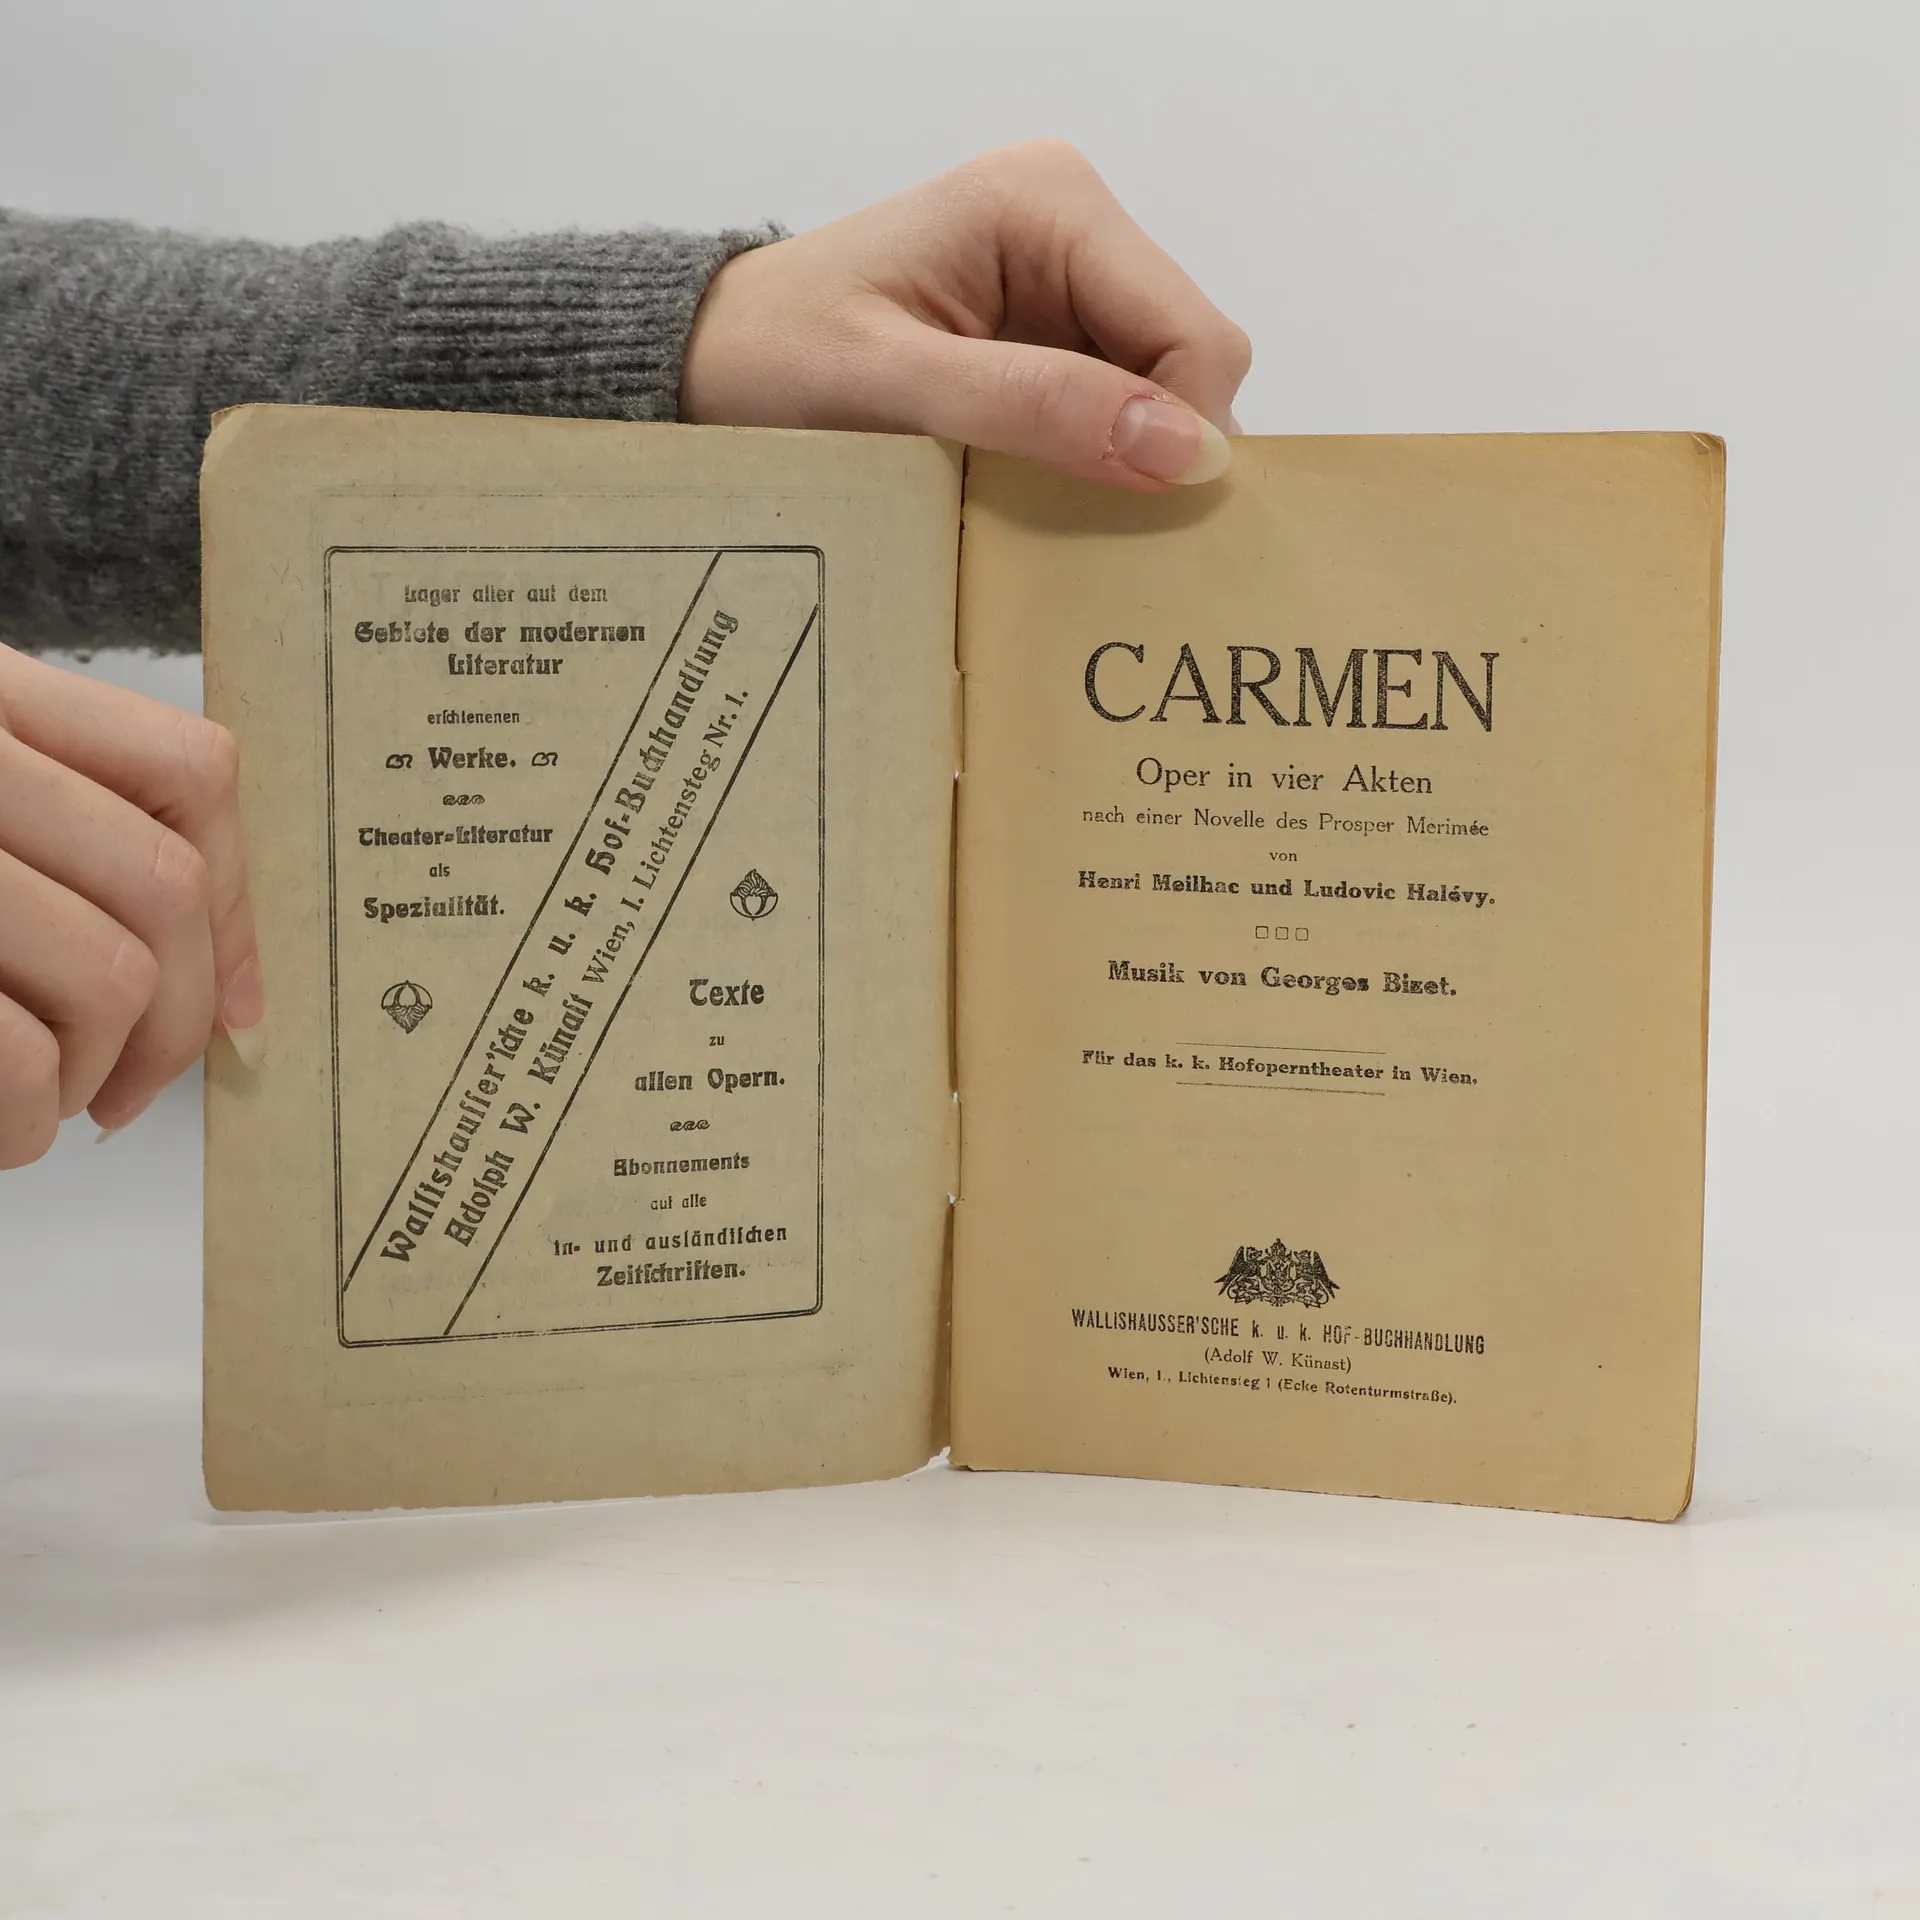 Lager aller auf dem
Gebiete der modernen
Literatur
erschienenen
Werke.
Theater-Literatur
als
Spezialität.
Wallishausser'sche k. u. k. Hof-Buchhandlung
Adolph W. Künast Wien, I. Lichtensteg Nr. 1.
Texte
zu
allen Opern.
Abonnements
auf alle
in- und ausländischen
Zeitschriften.
CARMEN
Oper in vier Akten
nach einer Novelle des Prosper Merimée
von
Henri Meilhac und Ludovic Halévy.
Musik von Georges Bizet.
Für das k. k. Hofoperntheater in Wien.
WALLISHAUSSER'SCHE k. u. k. HOF-BUCHHANDLUNG
(Adolf W. Künast)
Wien, I., Lichtensteg 1 (Ecke Rotenturmstraße).